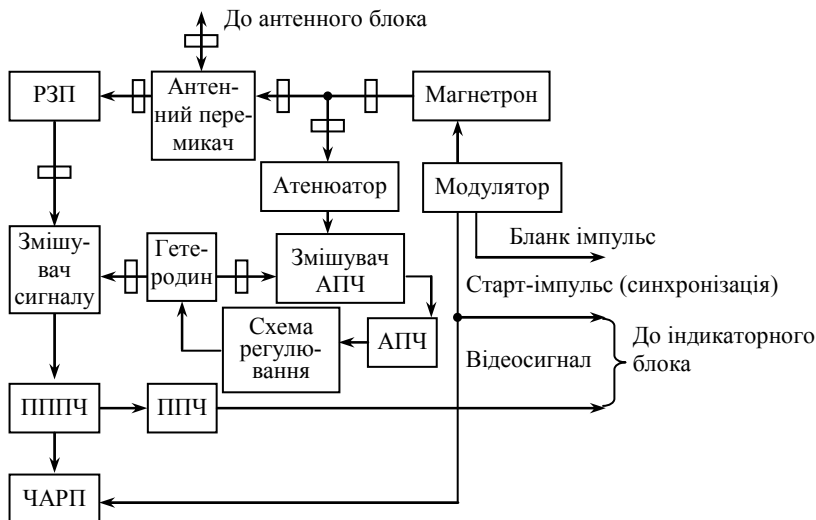 До антенного блока
РЗП
Антен-
ний пере-
микач
Магнетрон
Атенюатор
Модулятор
Бланк імпульс
Змішу-
вач
сигналу
Гете-
родин
Змішувач
АПЧ
Старт-імпульс (синхронізація)
Схема
регулю-
вання
АПЧ
До індикаторного
блока
Відеосигнал
ПППЧ
ППЧ
ЧАРП